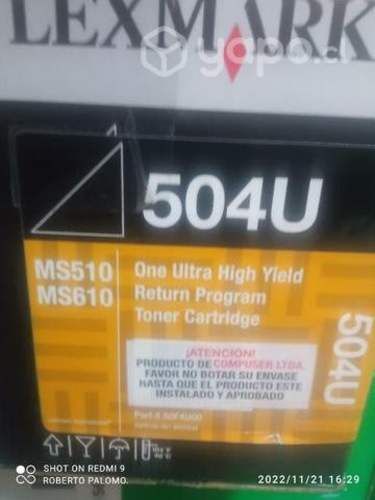 LEXMARK
yapo.cl
504U
MS510
MS610
One Ultra High Yield
Return Program
Toner Cartridge
504U
¡ATENCION!
PRODUCTO DE COMPUSER LTDA.
FAVOR NO BOTAR SU ENVASE
HASTA QUE EL PRODUCTO ESTE
INSTALADO Y APROBADO
SHOT ON REDMI 9
ROBERTO PALOMO.
2022/11/21 16:29